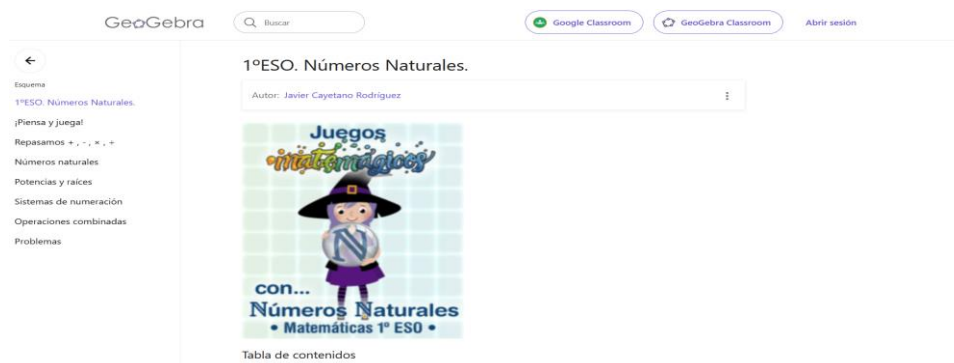 GeoGebra
Buscar
Google Classroom
GeoGebra Classroom
Abrir sesión
Esquema
1ºESO. Números Naturales.
¡Piensa y juega!
Repasamos + , - , × , ÷
Números naturales
Potencias y raíces
Sistemas de numeración
Operaciones combinadas
Problemas
1ºESO. Números Naturales.
Autor: Javier Cayetano Rodríguez
Juegos
matemágicos
ℕ
con...
ℕúmeros ℕaturales
• Matemáticas 1º ESO •
Tabla de contenidos